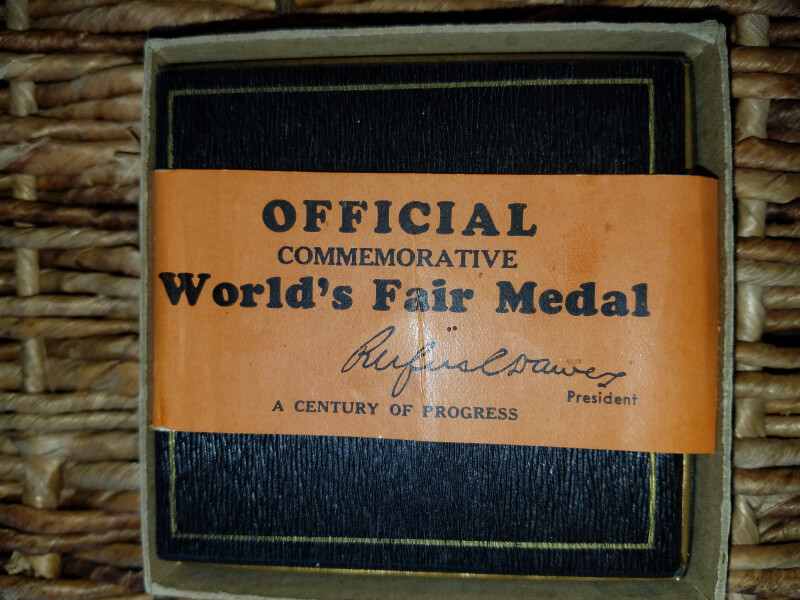 OFFICIAL
COMMEMORATIVE
World's Fair Medal
Rufus C Dawes
President
A CENTURY OF PROGRESS